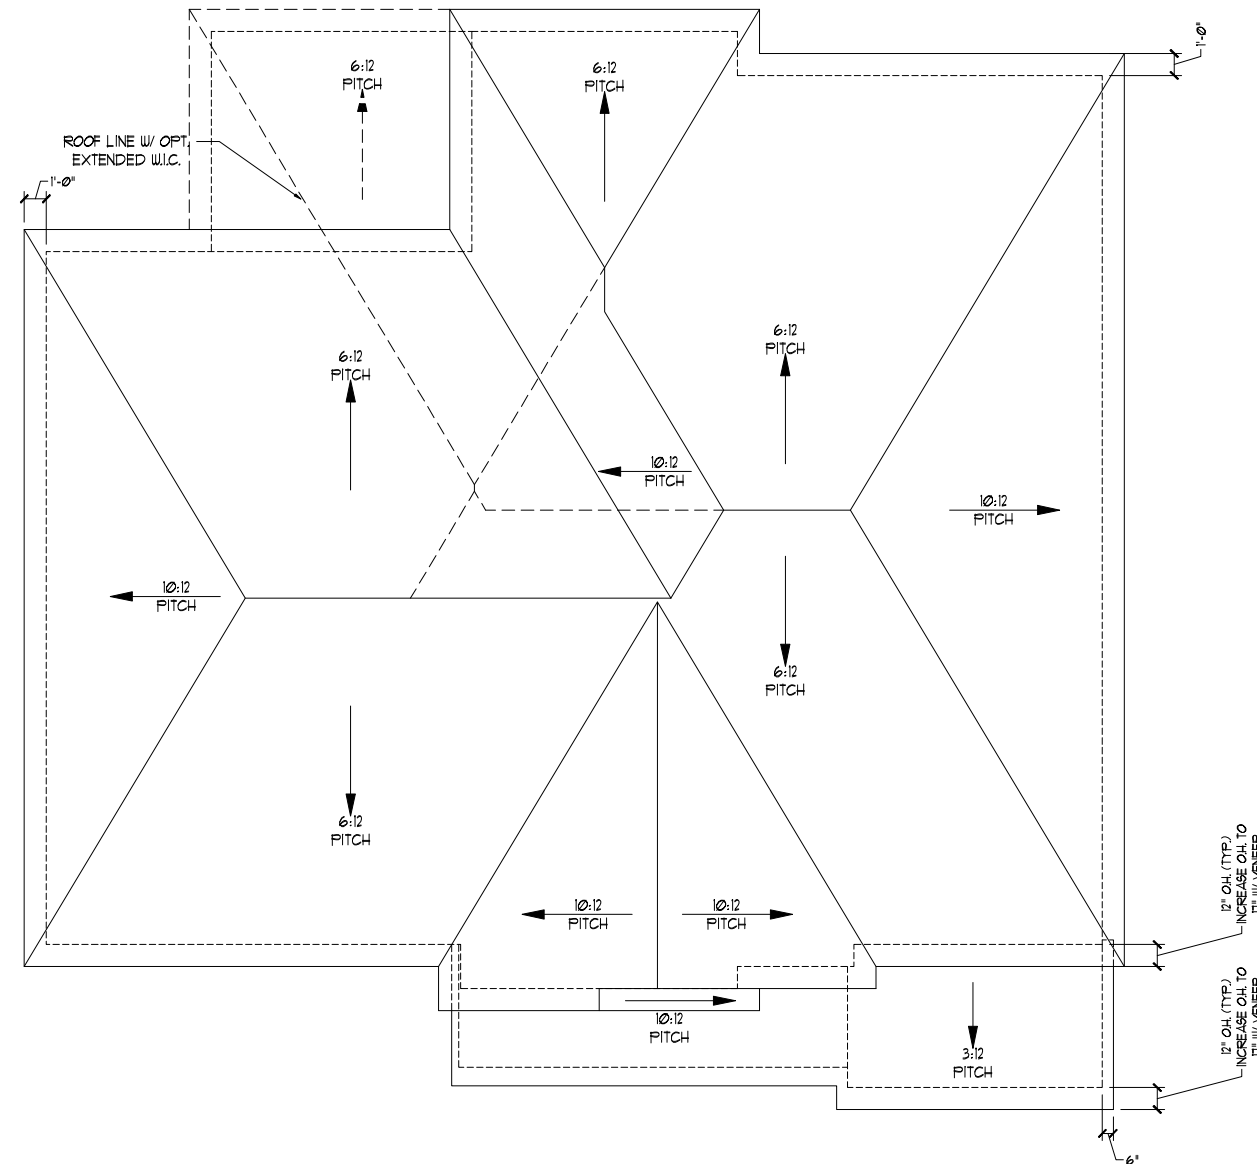 1'-0"
6:12
PITCH
6:12
PITCH
ROOF LINE W/ OPT.
EXTENDED W.I.C.
1'-0"
6:12
PITCH
6:12
PITCH
10:12
PITCH
10:12
PITCH
10:12
PITCH
6:12
PITCH
6:12
PITCH
10:12
PITCH
10:12
PITCH
10:12
PITCH
3:12
PITCH
12" O.H. (TYP.)
INCREASE O.H. TO
12" O.H. (TYP.)
INCREASE O.H. TO
6"